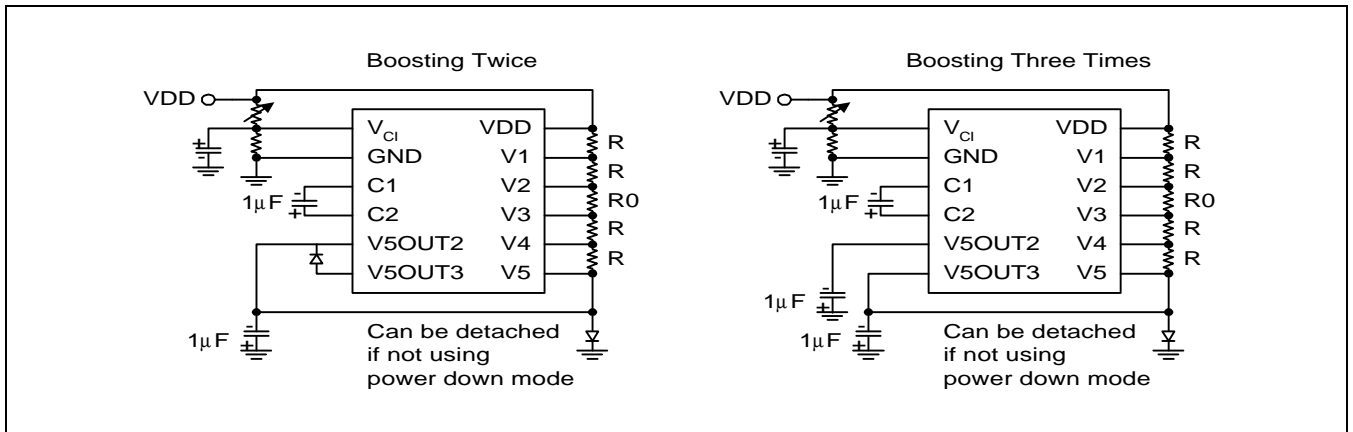 Boosting Twice
VDD
V_CI VDD
GND V1
C1 V2
C2 V3
V5OUT2 V4
V5OUT3 V5
R
R
R0
R
R
+
-
-
1μF
+
-
1μF
+
Can be detached
if not using
power down mode
Boosting Three Times
VDD
V_CI VDD
GND V1
C1 V2
C2 V3
V5OUT2 V4
V5OUT3 V5
R
R
R0
R
R
+
-
-
1μF
+
-
1μF
+
-
1μF
+
Can be detached
if not using
power down mode